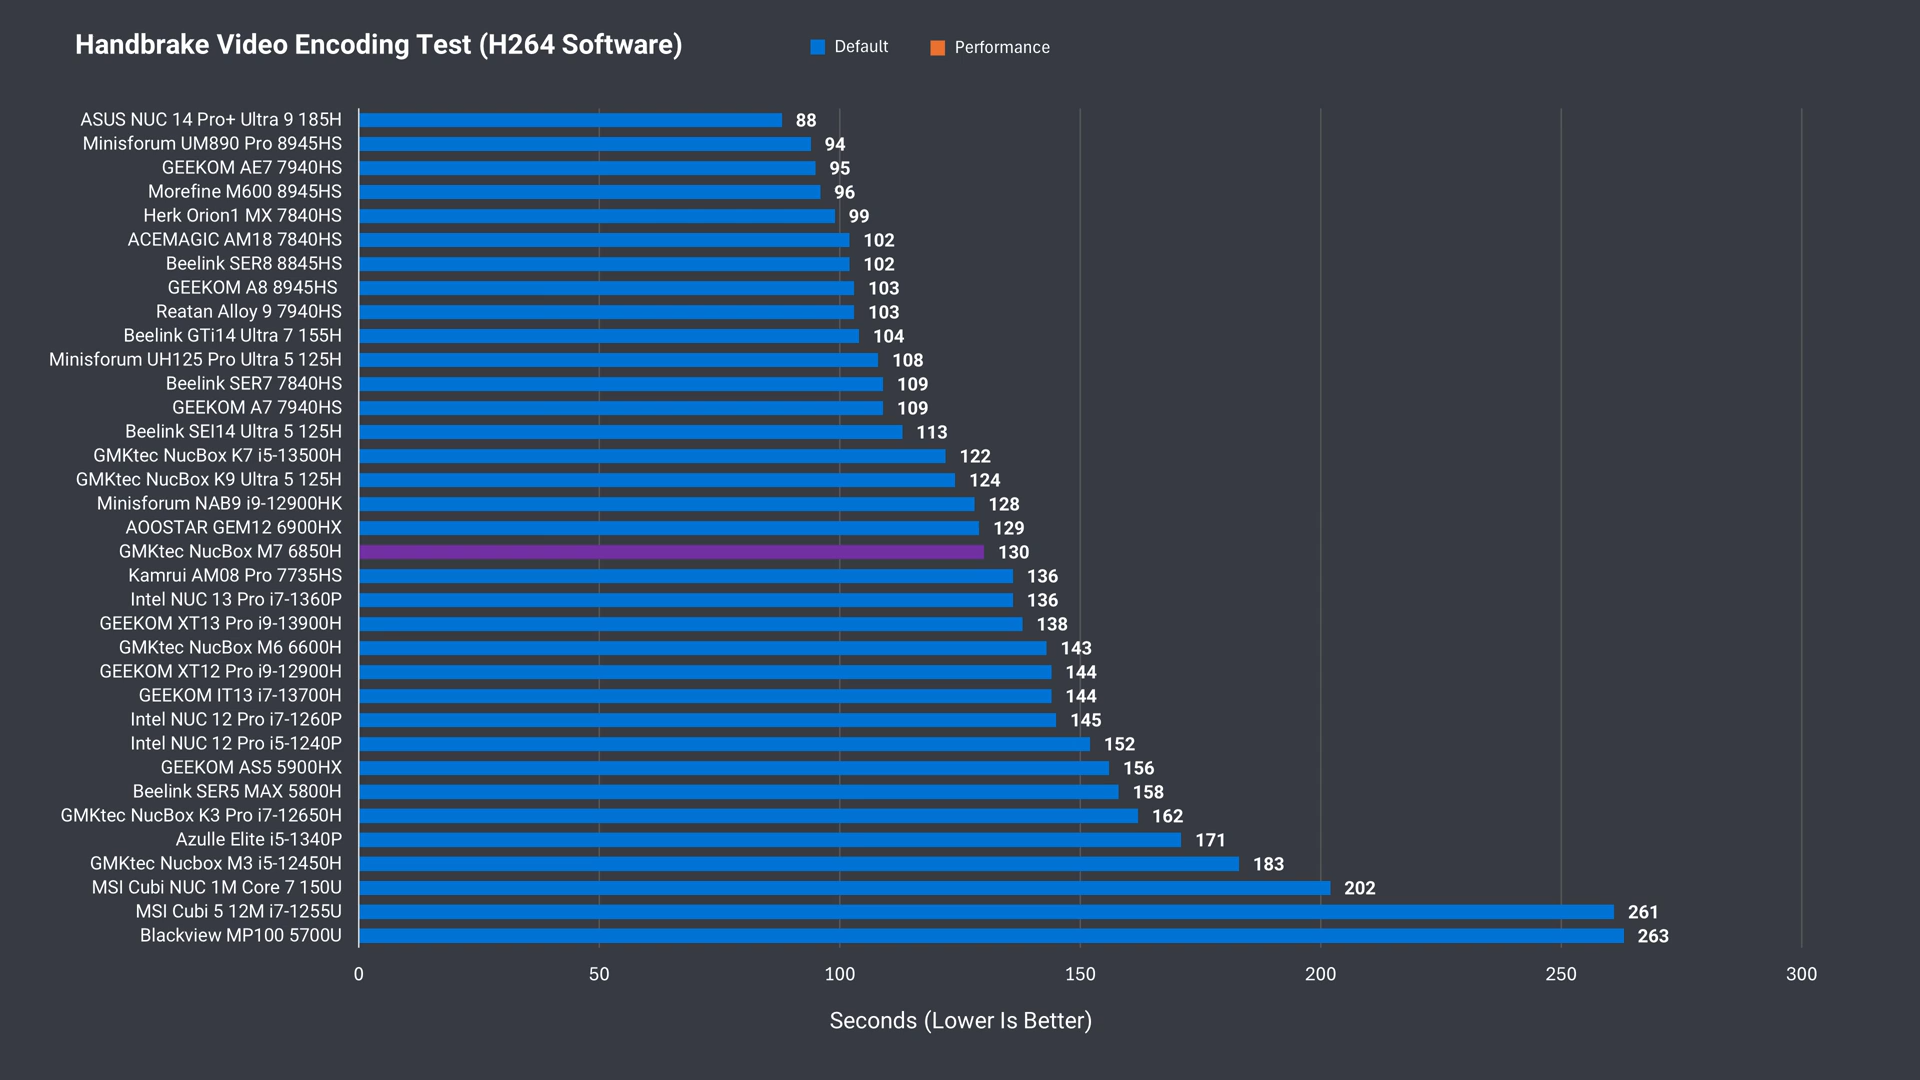 Handbrake Video Encoding Test (H264 Software)
Default
Performance
ASUS NUC 14 Pro+ Ultra 9 185H 88
Minisforum UM890 Pro 8945HS 94
GEEKOM AE7 7940HS 95
Morefine M600 8945HS 96
Herk Orion1 MX 7840HS 99
ACEMAGIC AM18 7840HS 102
Beelink SER8 8845HS 102
GEEKOM A8 8945HS 103
Reatan Alloy 9 7940HS 103
Beelink GTi14 Ultra 7 155H 104
Minisforum UH125 Pro Ultra 5 125H 108
Beelink SER7 7840HS 109
GEEKOM A7 7940HS 109
Beelink SEI14 Ultra 5 125H 113
GMKtec NucBox K7 i5-13500H 122
GMKtec NucBox K9 Ultra 5 125H 124
Minisforum NAB9 i9-12900HK 128
AOOSTAR GEM12 6900HX 129
GMKtec NucBox M7 6850H 130
Kamrui AM08 Pro 7735HS 136
Intel NUC 13 Pro i7-1360P 136
GEEKOM XT13 Pro i9-13900H 138
GMKtec NucBox M6 6600H 143
GEEKOM XT12 Pro i9-12900H 144
GEEKOM IT13 i7-13700H 144
Intel NUC 12 Pro i7-1260P 145
Intel NUC 12 Pro i5-1240P 152
GEEKOM AS5 5900HX 156
Beelink SER5 MAX 5800H 158
GMKtec NucBox K3 Pro i7-12650H 162
Azulle Elite i5-1340P 171
GMKtec Nucbox M3 i5-12450H 183
MSI Cubi NUC 1M Core 7 150U 202
MSI Cubi 5 12M i7-1255U 261
Blackview MP100 5700U 263
0 50 100 150 200 250 300
Seconds (Lower Is Better)